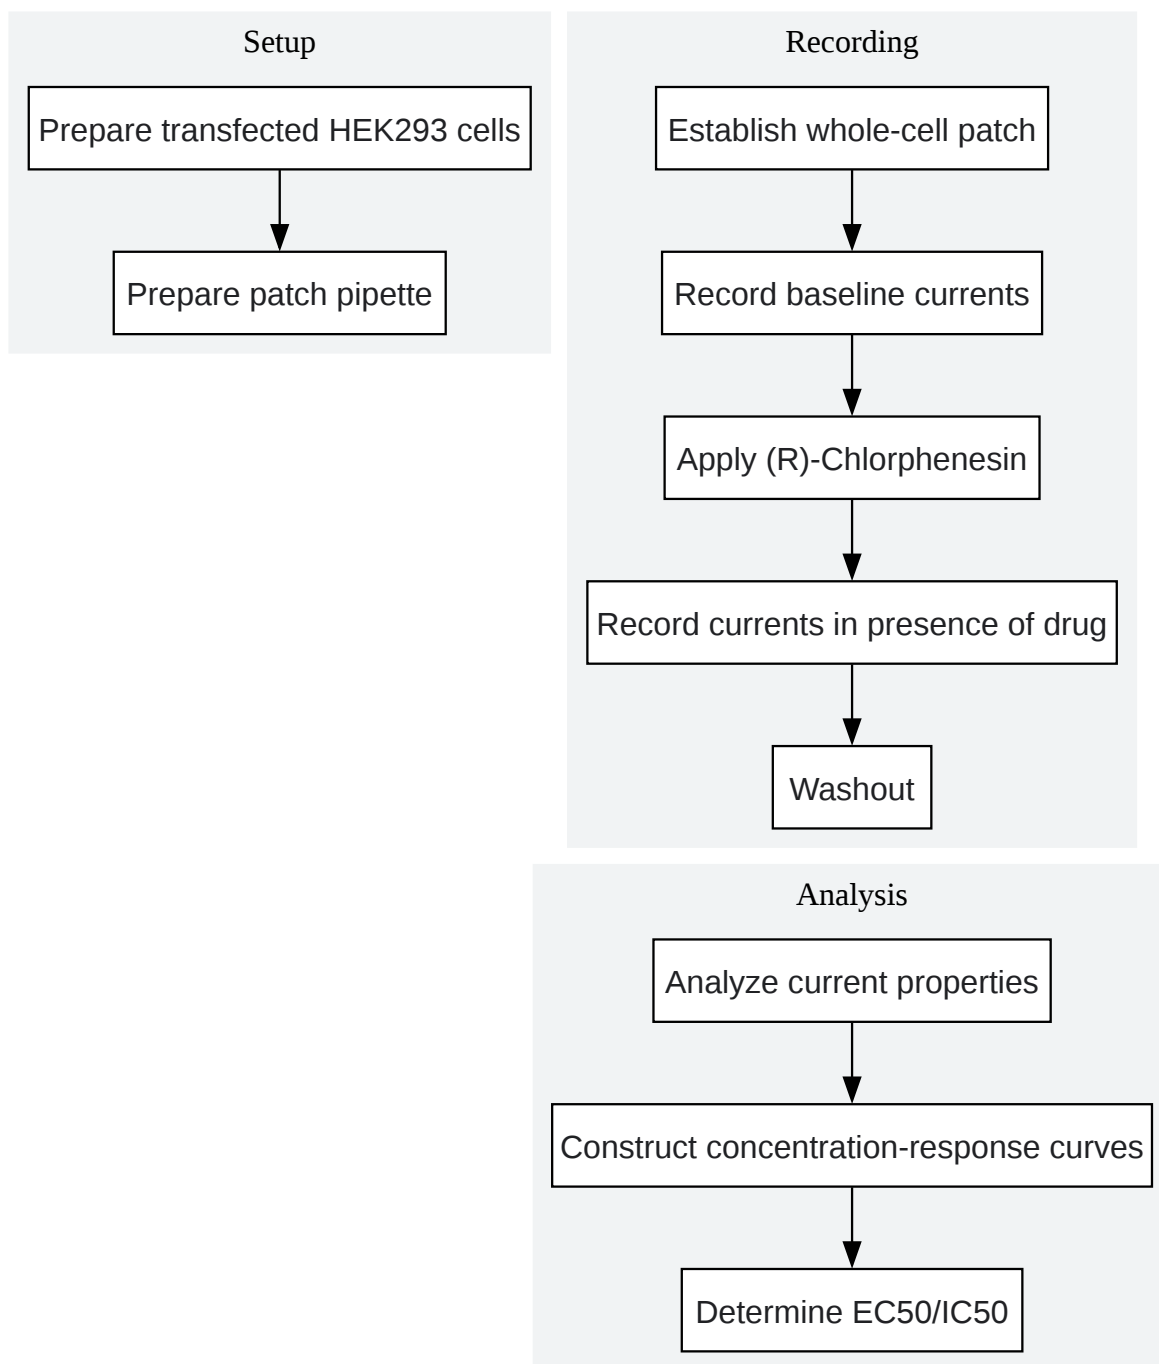 Setup
Prepare transfected HEK293 cells
Prepare patch pipette
Recording
Establish whole-cell patch
Record baseline currents
Apply (R)-Chlorphenesin
Record currents in presence of drug
Washout
Analysis
Analyze current properties
Construct concentration-response curves
Determine EC50/IC50